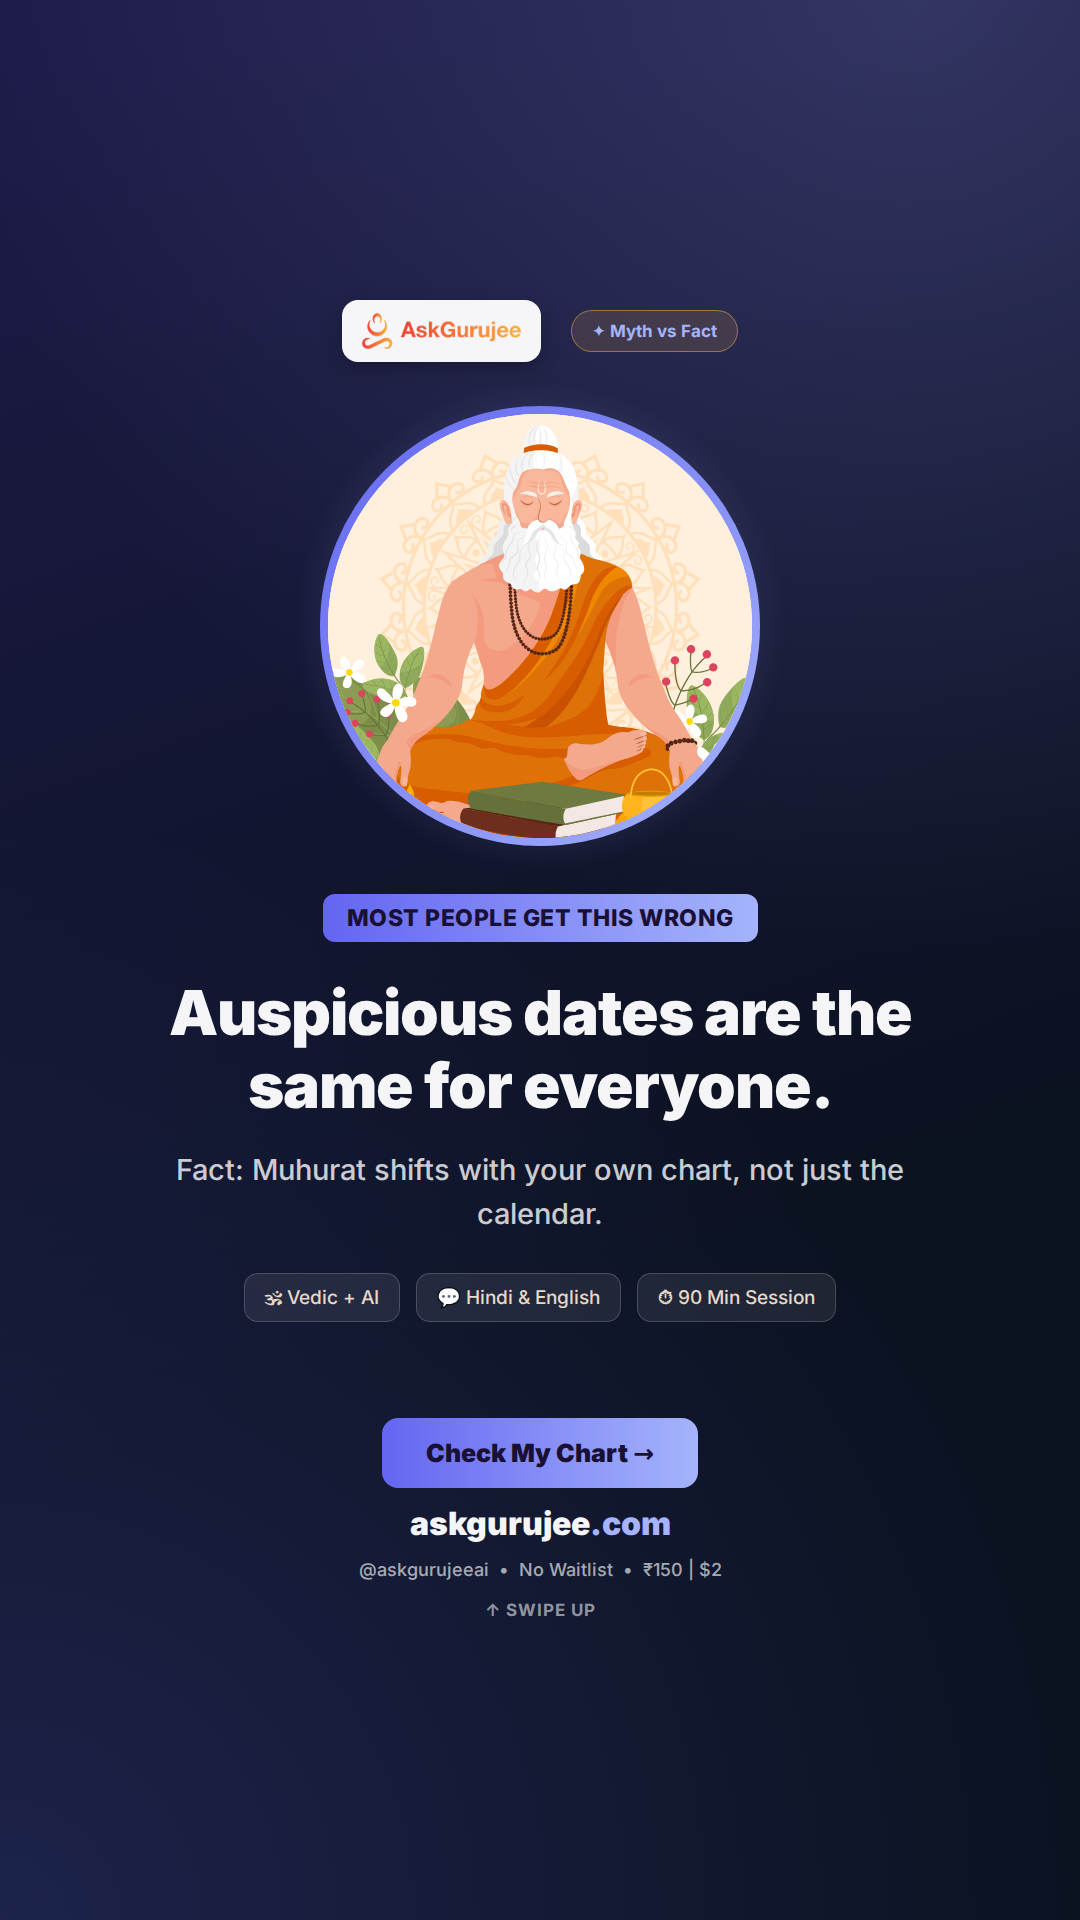 AskGurujee
✦ Myth vs Fact
MOST PEOPLE GET THIS WRONG
Auspicious dates are the
same for everyone.
Fact: Muhurat shifts with your own chart, not just the
calendar.
🕉 Vedic + AI
💬 Hindi & English
⏱ 90 Min Session
Check My Chart →
askgurujee.com
@askgurujeeai • No Waitlist • ₹150 | $2
↑ SWIPE UP